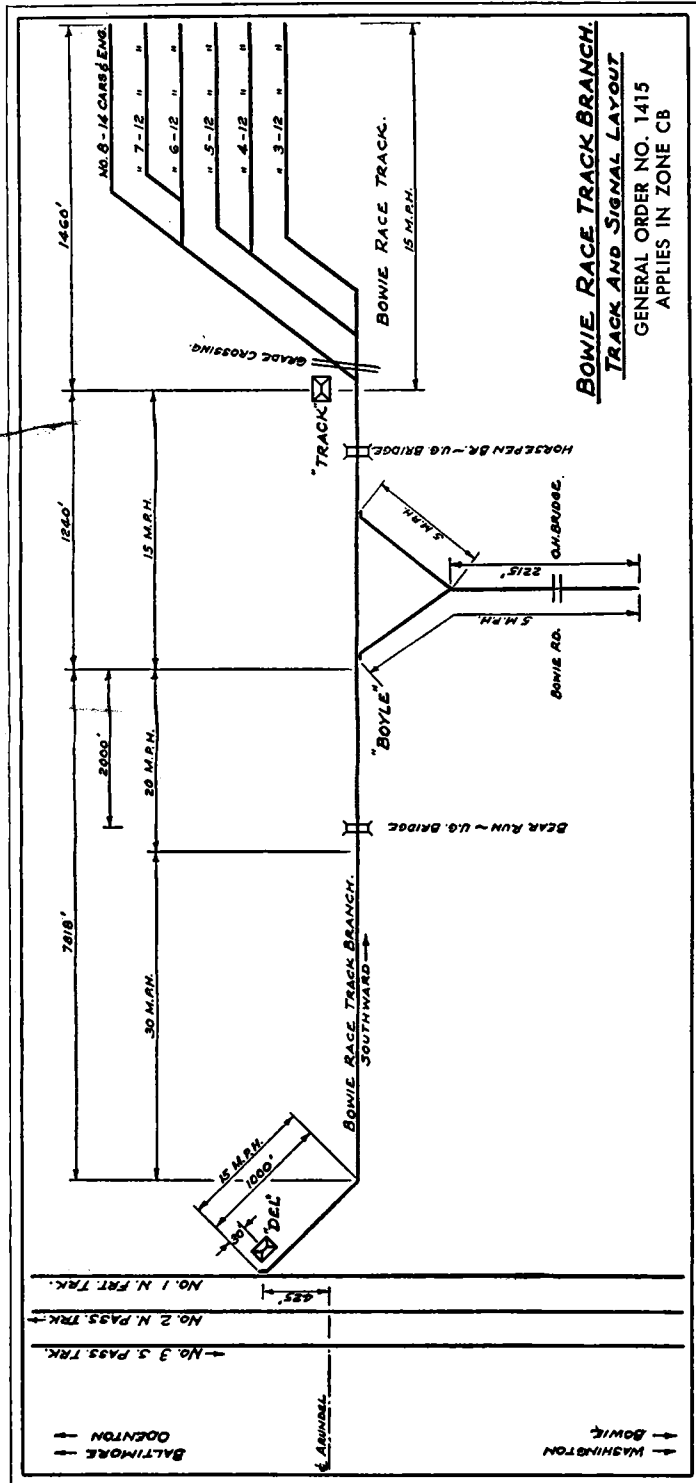 BOWIE RACE TRACK BRANCH.
TRACK AND SIGNAL LAYOUT
GENERAL ORDER NO. 1415
APPLIES IN ZONE CB
1460'
NO. 8 - 14 CARS & ENG.
" 7-12 " "
" 6-12 " "
" 5-12 " "
" 4-12 " "
" 3-12 " "
BOWIE RACE TRACK.
15 M.P.H.
GRADE CROSSING.
"TRACK"
1240'
15 M.P.H.
HORSEPEN BR. ~ U.G. BRIDGE
5 M.P.H.
2215'
O.H. BRIDGE
5 M.P.H.
BOWIE RD.
"BOYLE"
7818'
2000'
20 M.P.H.
BEAR RUN ~ U.G. BRIDGE
30 M.P.H.
BOWIE RACE TRACK BRANCH.
SOUTHWARD
15 M.P.H.
1000'
30'
"DEL"
No. 1 N. FRT. TRK.
No. 2 N. PASS. TRK.
No. 3 S. PASS. TRK.
425'
℄ ARUNDEL
BALTIMORE
ODENTON
WASHINGTON
BOWIE